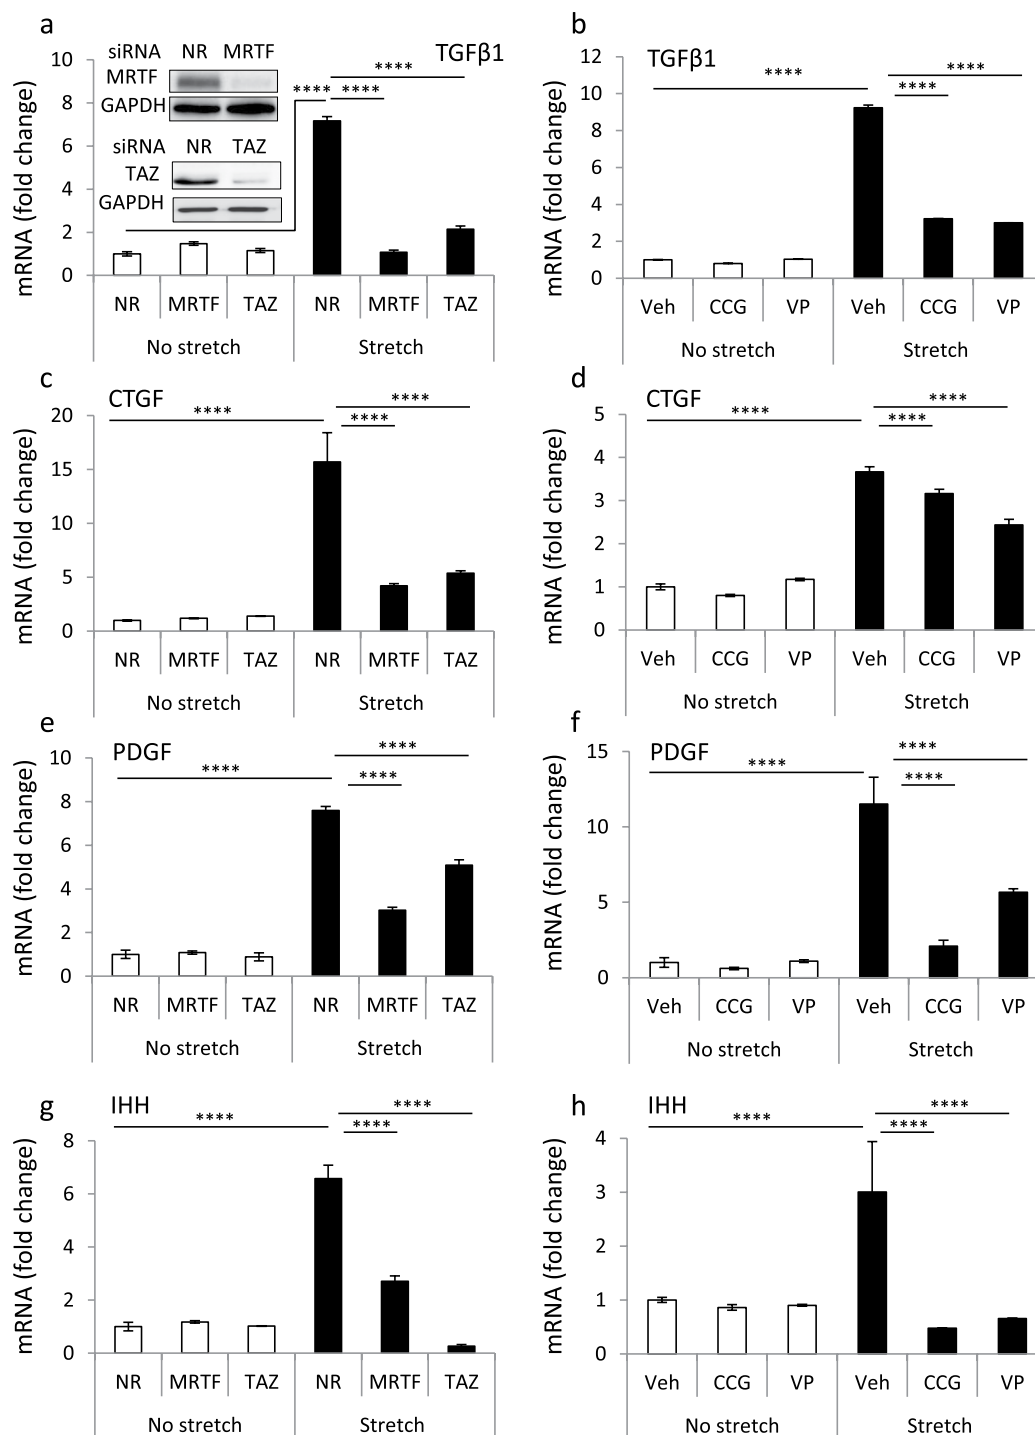 a
siRNA NR MRTF
MRTF
GAPDH
siRNA NR TAZ
TAZ
GAPDH
TGFβ1
**** **** ****
mRNA (fold change)
10
8
6
4
2
0
NR MRTF TAZ NR MRTF TAZ
No stretch Stretch
b
TGFβ1
**** **** ****
mRNA (fold change)
12
10
8
6
4
2
0
Veh CCG VP Veh CCG VP
No stretch Stretch
c
CTGF
**** **** ****
mRNA (fold change)
20
15
10
5
0
NR MRTF TAZ NR MRTF TAZ
No stretch Stretch
d
CTGF
**** **** ****
mRNA (fold change)
5
4
3
2
1
0
Veh CCG VP Veh CCG VP
No stretch Stretch
e
PDGF
**** **** ****
mRNA (fold change)
10
8
6
4
2
0
NR MRTF TAZ NR MRTF TAZ
No stretch Stretch
f
PDGF
**** **** ****
mRNA (fold change)
15
10
5
0
Veh CCG VP Veh CCG VP
No stretch Stretch
g
IHH
**** **** ****
mRNA (fold change)
8
6
4
2
0
NR MRTF TAZ NR MRTF TAZ
No stretch Stretch
h
IHH
**** **** ****
mRNA (fold change)
4
3
2
1
0
Veh CCG VP Veh CCG VP
No stretch Stretch